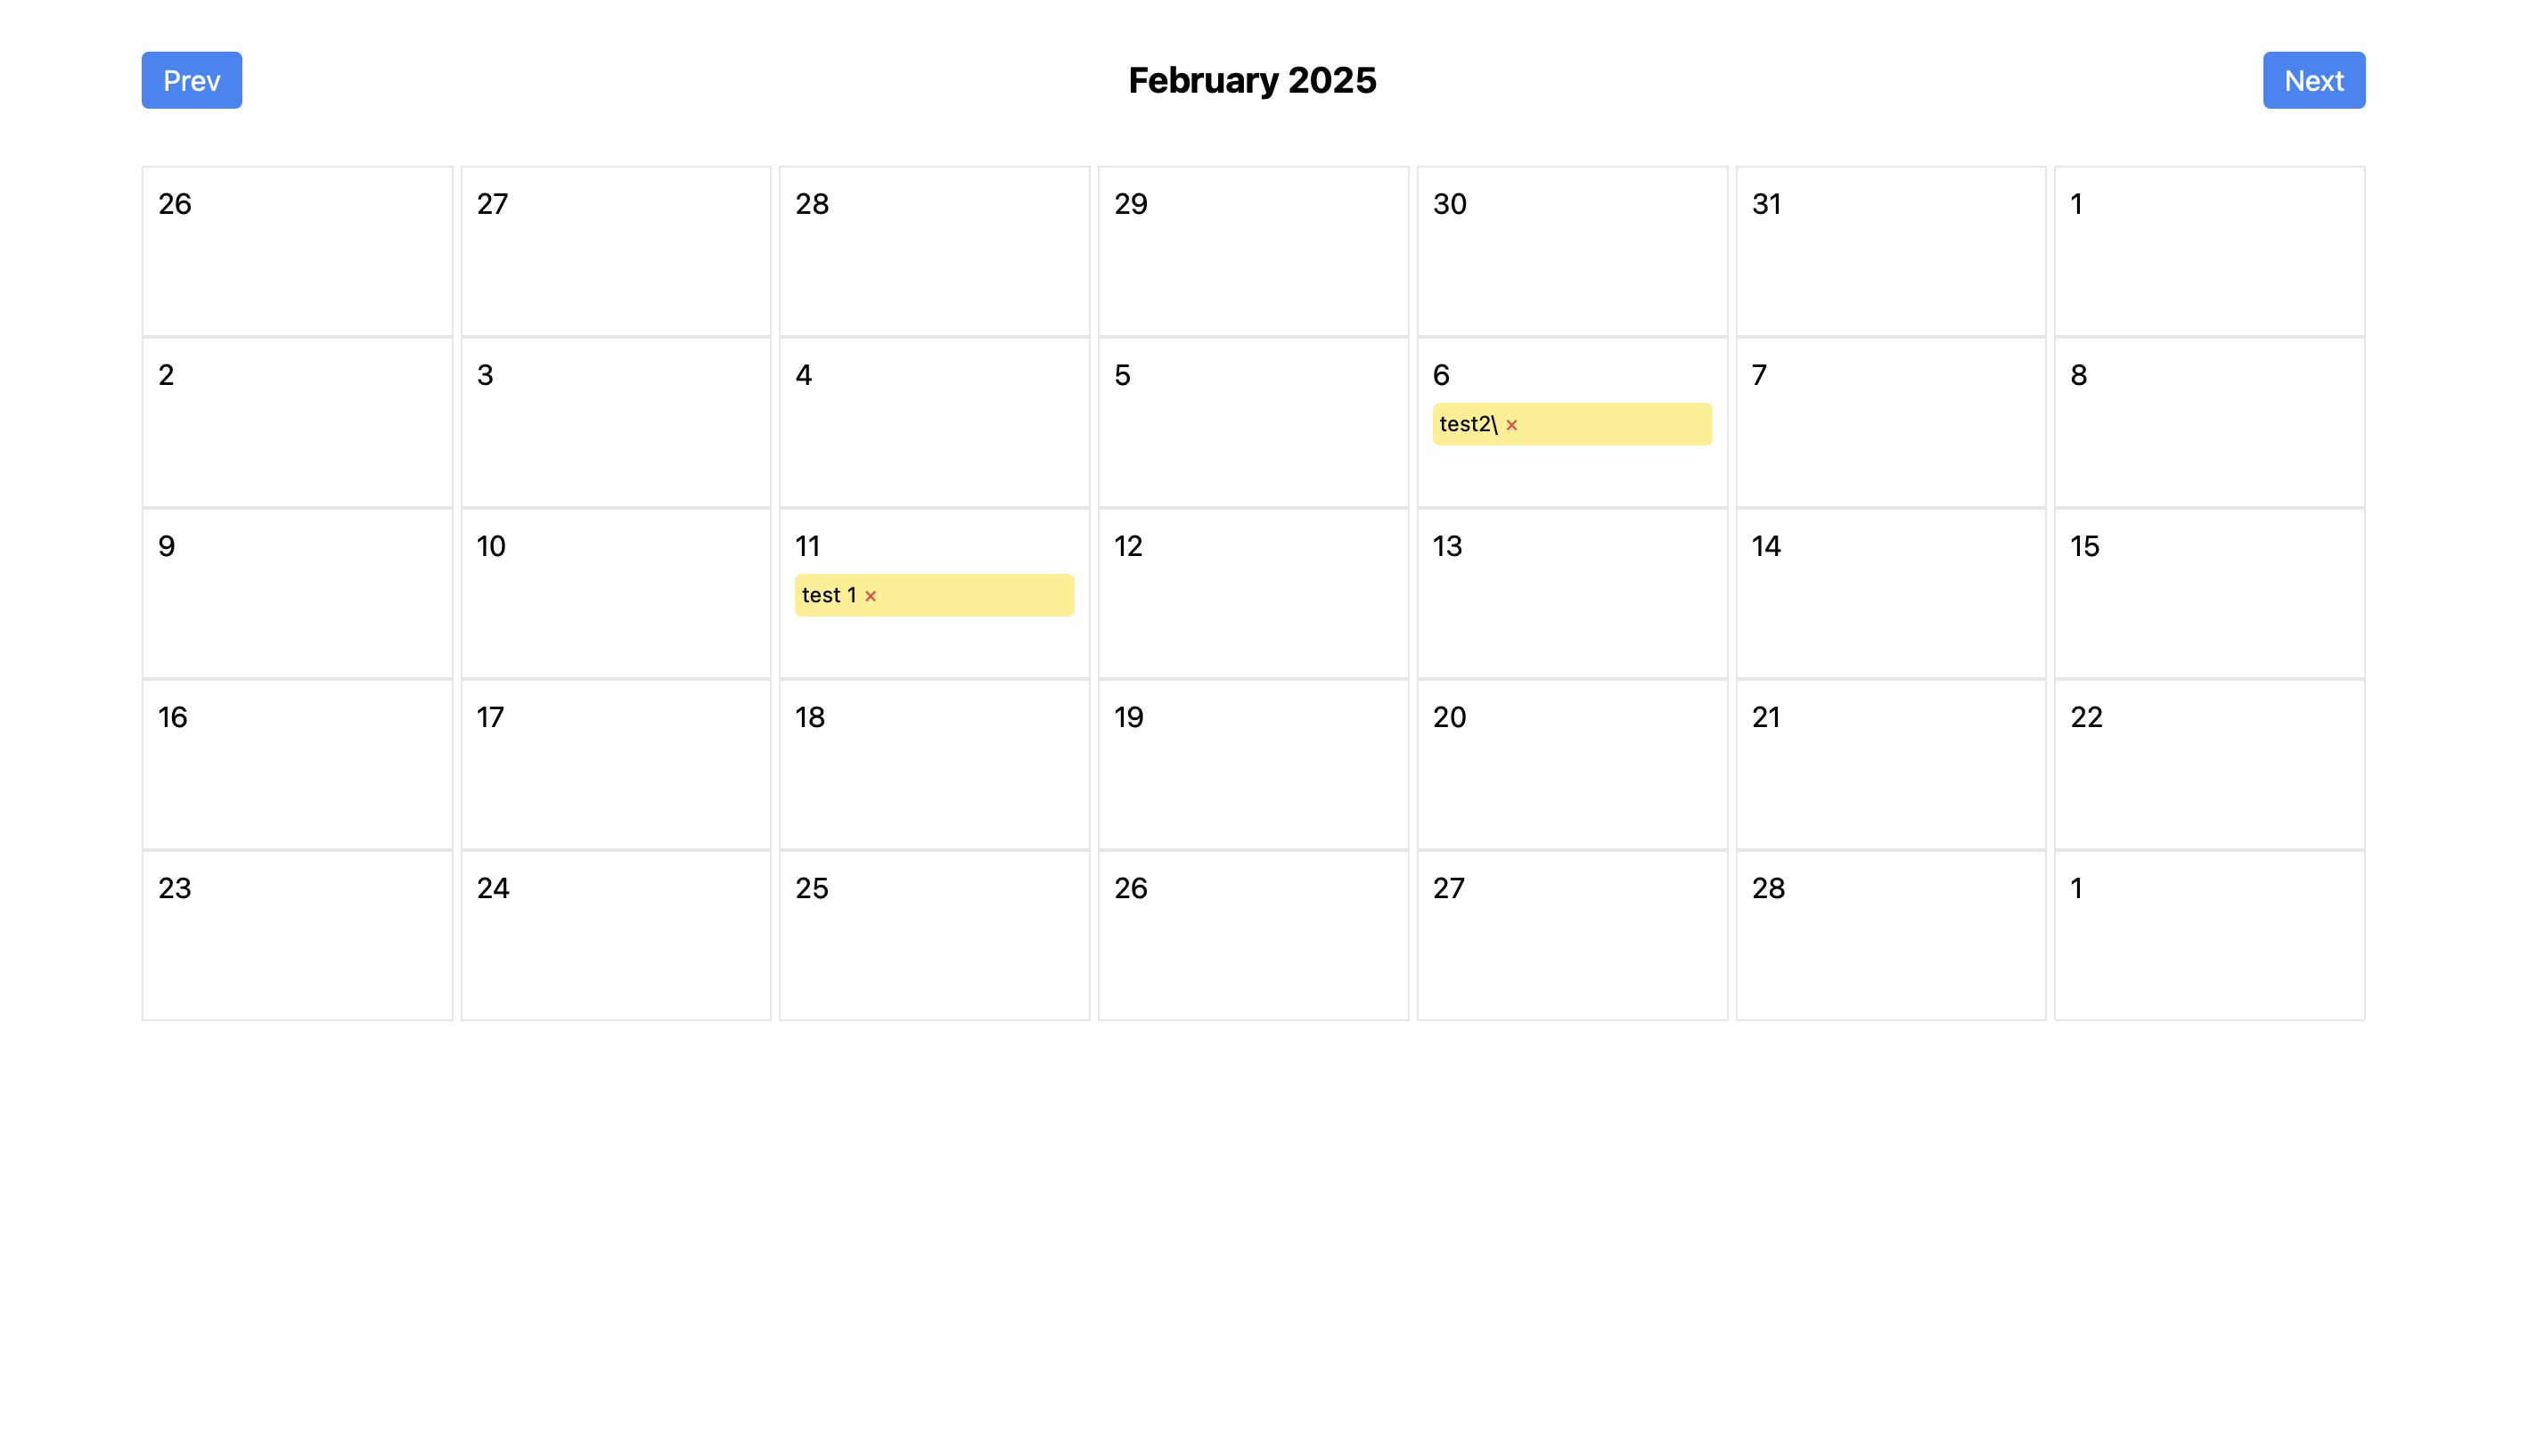 Prev February 2025 Next
26 27 28 29 30 31 1
2 3 4 5 6 7 8
test2\ ×
9 10 11 12 13 14 15
test 1 ×
16 17 18 19 20 21 22
23 24 25 26 27 28 1